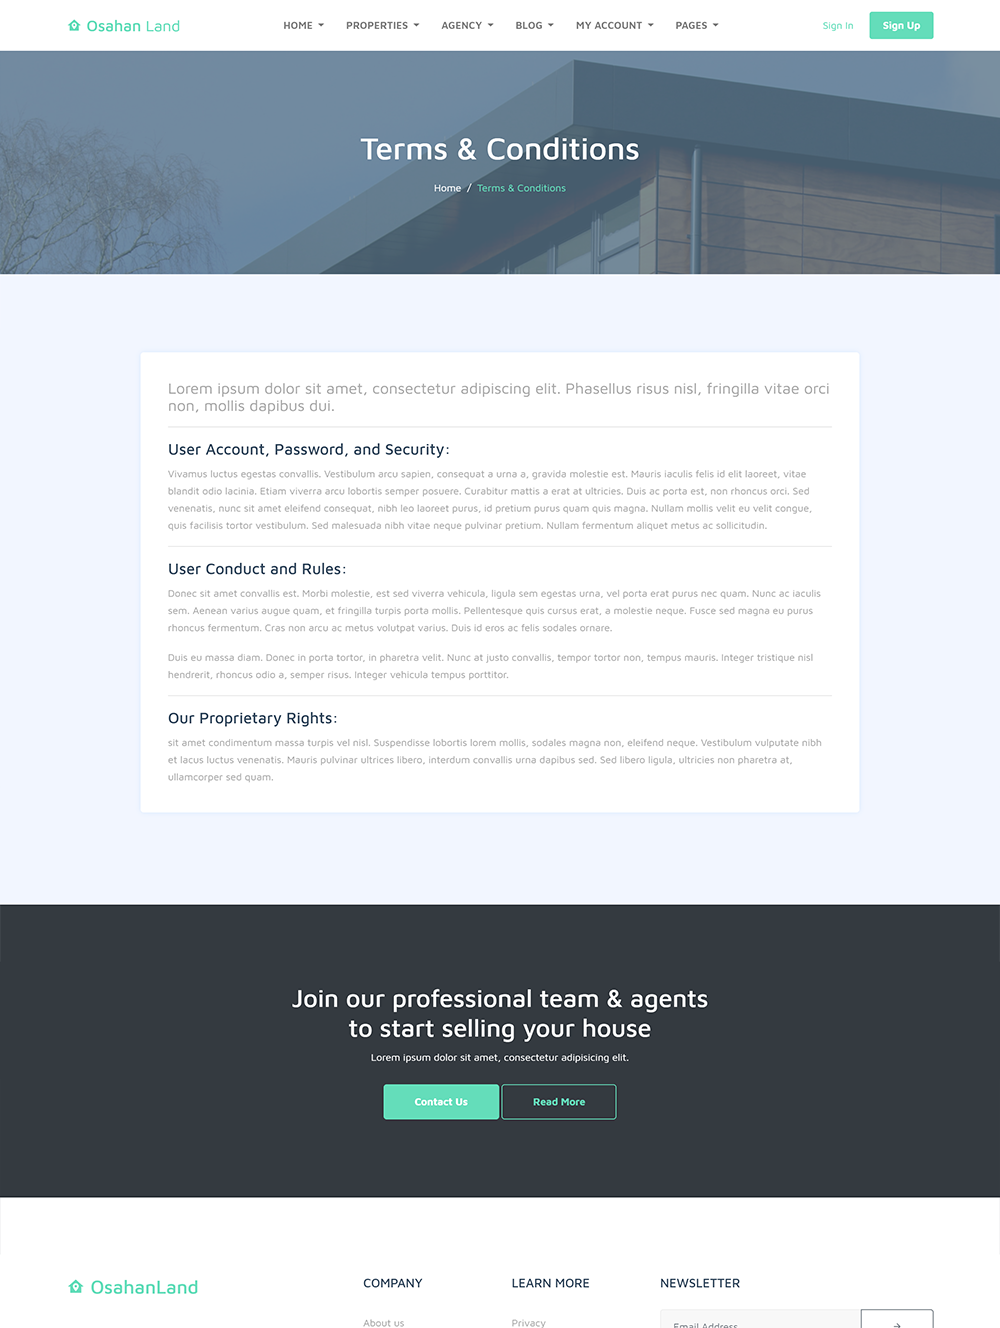 Osahan Land
HOME PROPERTIES AGENCY BLOG MY ACCOUNT PAGES
Sign In Sign Up
Terms & Conditions
Home / Terms & Conditions
Lorem ipsum dolor sit amet, consectetur adipiscing elit. Phasellus risus nisl, fringilla vitae orci
non, mollis dapibus dui.
User Account, Password, and Security:
Vivamus luctus egestas convallis. Vestibulum arcu sapien, consequat a urna a, gravida molestie est. Mauris iaculis felis id elit laoreet, vitae
blandit odio lacinia. Etiam viverra arcu lobortis semper posuere. Curabitur mattis a erat at ultricies. Duis ac porta est, non rhoncus orci. Sed
venenatis, nunc sit amet eleifend consequat, nibh leo laoreet purus, id pretium purus quam quis magna. Nullam mollis velit eu velit congue,
quis facilisis tortor vestibulum. Sed malesuada nibh vitae neque pulvinar pretium. Nullam fermentum aliquet metus ac sollicitudin.
User Conduct and Rules:
Donec sit amet convallis est. Morbi molestie, est sed viverra vehicula, ligula sem egestas urna, vel porta erat purus nec quam. Nunc ac iaculis
sem. Aenean varius augue quam, et fringilla turpis porta mollis. Pellentesque quis cursus erat, a molestie neque. Fusce sed magna eu purus
rhoncus fermentum. Cras non arcu ac metus volutpat varius. Duis id eros ac felis sodales ornare.
Duis eu massa diam. Donec in porta tortor, in pharetra velit. Nunc at justo convallis, tempor tortor non, tempus mauris. Integer tristique nisl
hendrerit, rhoncus odio a, semper risus. Integer vehicula tempus porttitor.
Our Proprietary Rights:
sit amet condimentum massa turpis vel nisl. Suspendisse lobortis lorem mollis, sodales magna non, eleifend neque. Vestibulum vulputate nibh
et lacus luctus venenatis. Mauris pulvinar ultrices libero, interdum convallis urna dapibus sed. Sed libero ligula, ultricies non pharetra at,
ullamcorper sed quam.
Join our professional team & agents
to start selling your house
Lorem ipsum dolor sit amet, consectetur adipisicing elit.
Contact Us Read More
OsahanLand
COMPANY
About us
LEARN MORE
Privacy
NEWSLETTER
Email Address